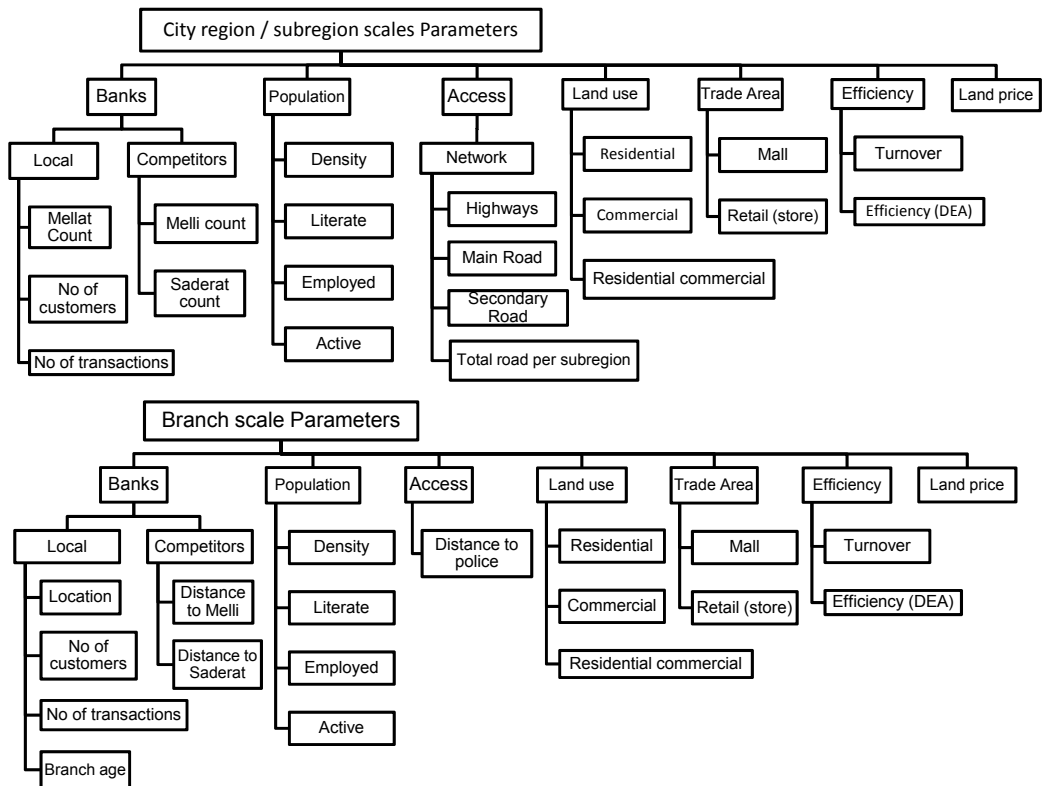 City region / subregion scales Parameters
Banks
Population
Access
Land use
Trade Area
Efficiency
Land price
Local
Competitors
Density
Network
Residential
Mall
Turnover
Mellat
Count
Melli count
Literate
Highways
Commercial
Retail (store)
Efficiency (DEA)
No of
customers
Saderat
count
Employed
Main Road
Residential commercial
Secondary
Road
No of transactions
Active
Total road per subregion
Branch scale Parameters
Banks
Population
Access
Land use
Trade Area
Efficiency
Land price
Local
Competitors
Density
Distance to
police
Residential
Mall
Turnover
Location
Distance
to Melli
Literate
Commercial
Retail (store)
Efficiency (DEA)
No of
customers
Distance to
Saderat
Employed
Residential commercial
No of transactions
Active
Branch age